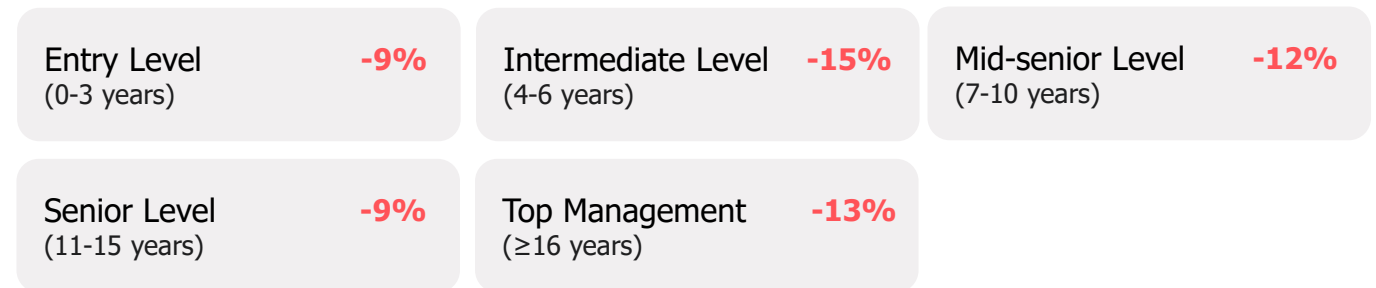 Entry Level -9%
(0-3 years)
Intermediate Level -15%
(4-6 years)
Mid-senior Level -12%
(7-10 years)
Senior Level -9%
(11-15 years)
Top Management -13%
(≥16 years)